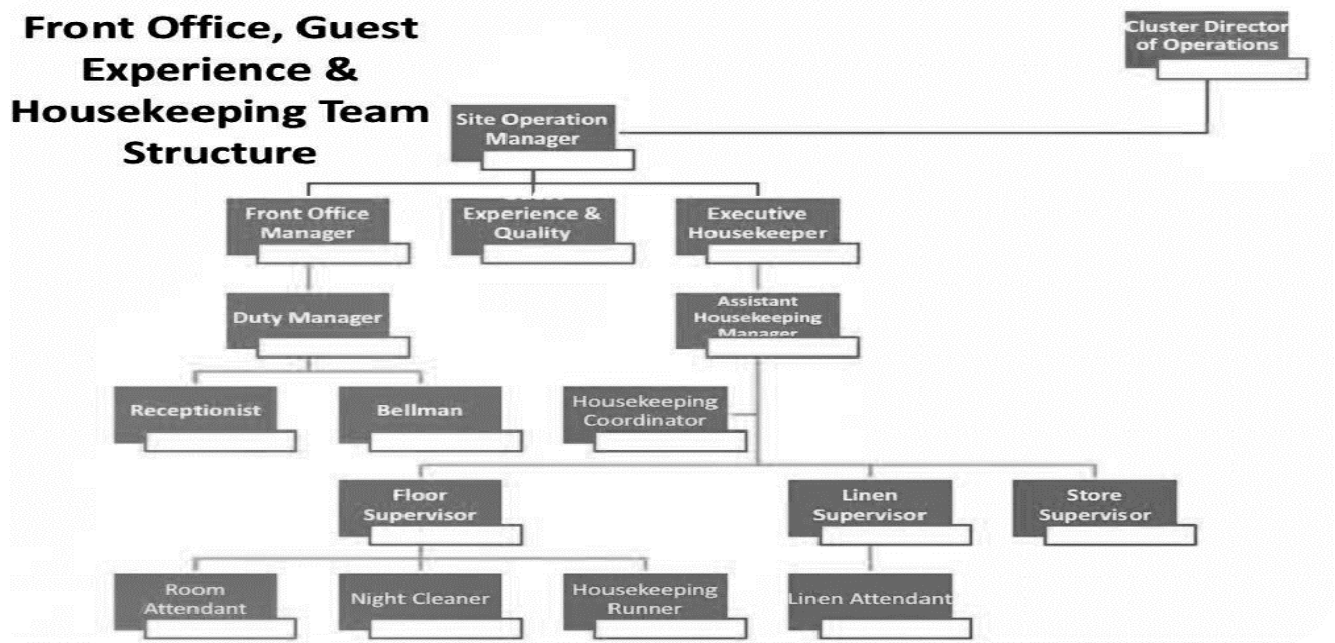 Front Office, Guest
Experience &
Housekeeping Team
Structure
Cluster Director
of Operations
Site Operation
Manager
Front Office
Manager
Experience &
Quality
Executive
Housekeeper
Duty Manager
Assistant
Housekeeping
Manager
Receptionist
Bellman
Housekeeping
Coordinator
Floor
Supervisor
Linen
Supervisor
Store
Supervisor
Room
Attendant
Night Cleaner
Housekeeping
Runner
Linen Attendant